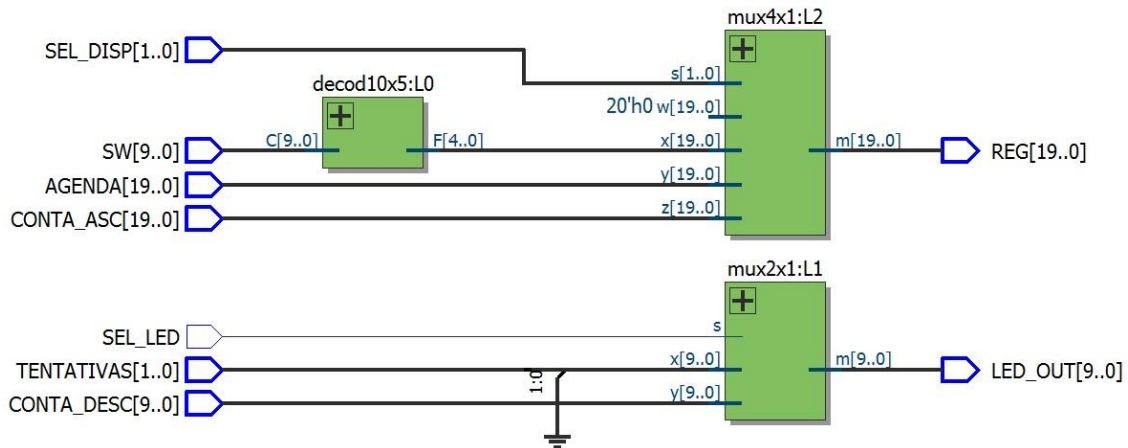 mux4x1:L2
SEL_DISP[1..0]
s[1..0]
decod10x5:L0
20'h0 w[19..0]
SW[9..0]
C[9..0]
F[4..0]
x[19..0]
m[19..0]
REG[19..0]
AGENDA[19..0]
y[19..0]
CONTA_ASC[19..0]
z[19..0]
mux2x1:L1
SEL_LED
s
TENTATIVAS[1..0]
1:0
x[9..0]
m[9..0]
LED_OUT[9..0]
CONTA_DESC[9..0]
y[9..0]